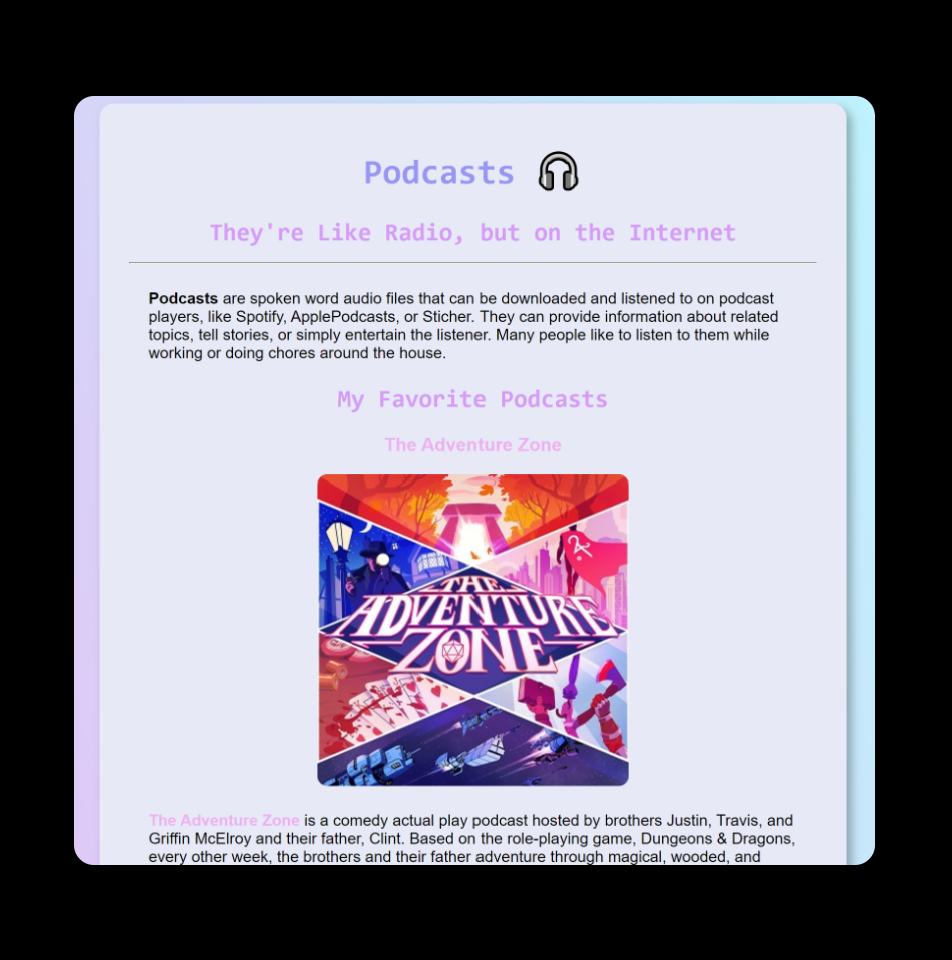 Podcasts 🎧
They're Like Radio, but on the Internet
Podcasts are spoken word audio files that can be downloaded and listened to on podcast
players, like Spotify, ApplePodcasts, or Sticher. They can provide information about related
topics, tell stories, or simply entertain the listener. Many people like to listen to them while
working or doing chores around the house.
My Favorite Podcasts
The Adventure Zone
THE
ADVENTURE
ZONE
The Adventure Zone is a comedy actual play podcast hosted by brothers Justin, Travis, and
Griffin McElroy and their father, Clint. Based on the role-playing game, Dungeons & Dragons,
every other week, the brothers and their father adventure through magical, wooded, and